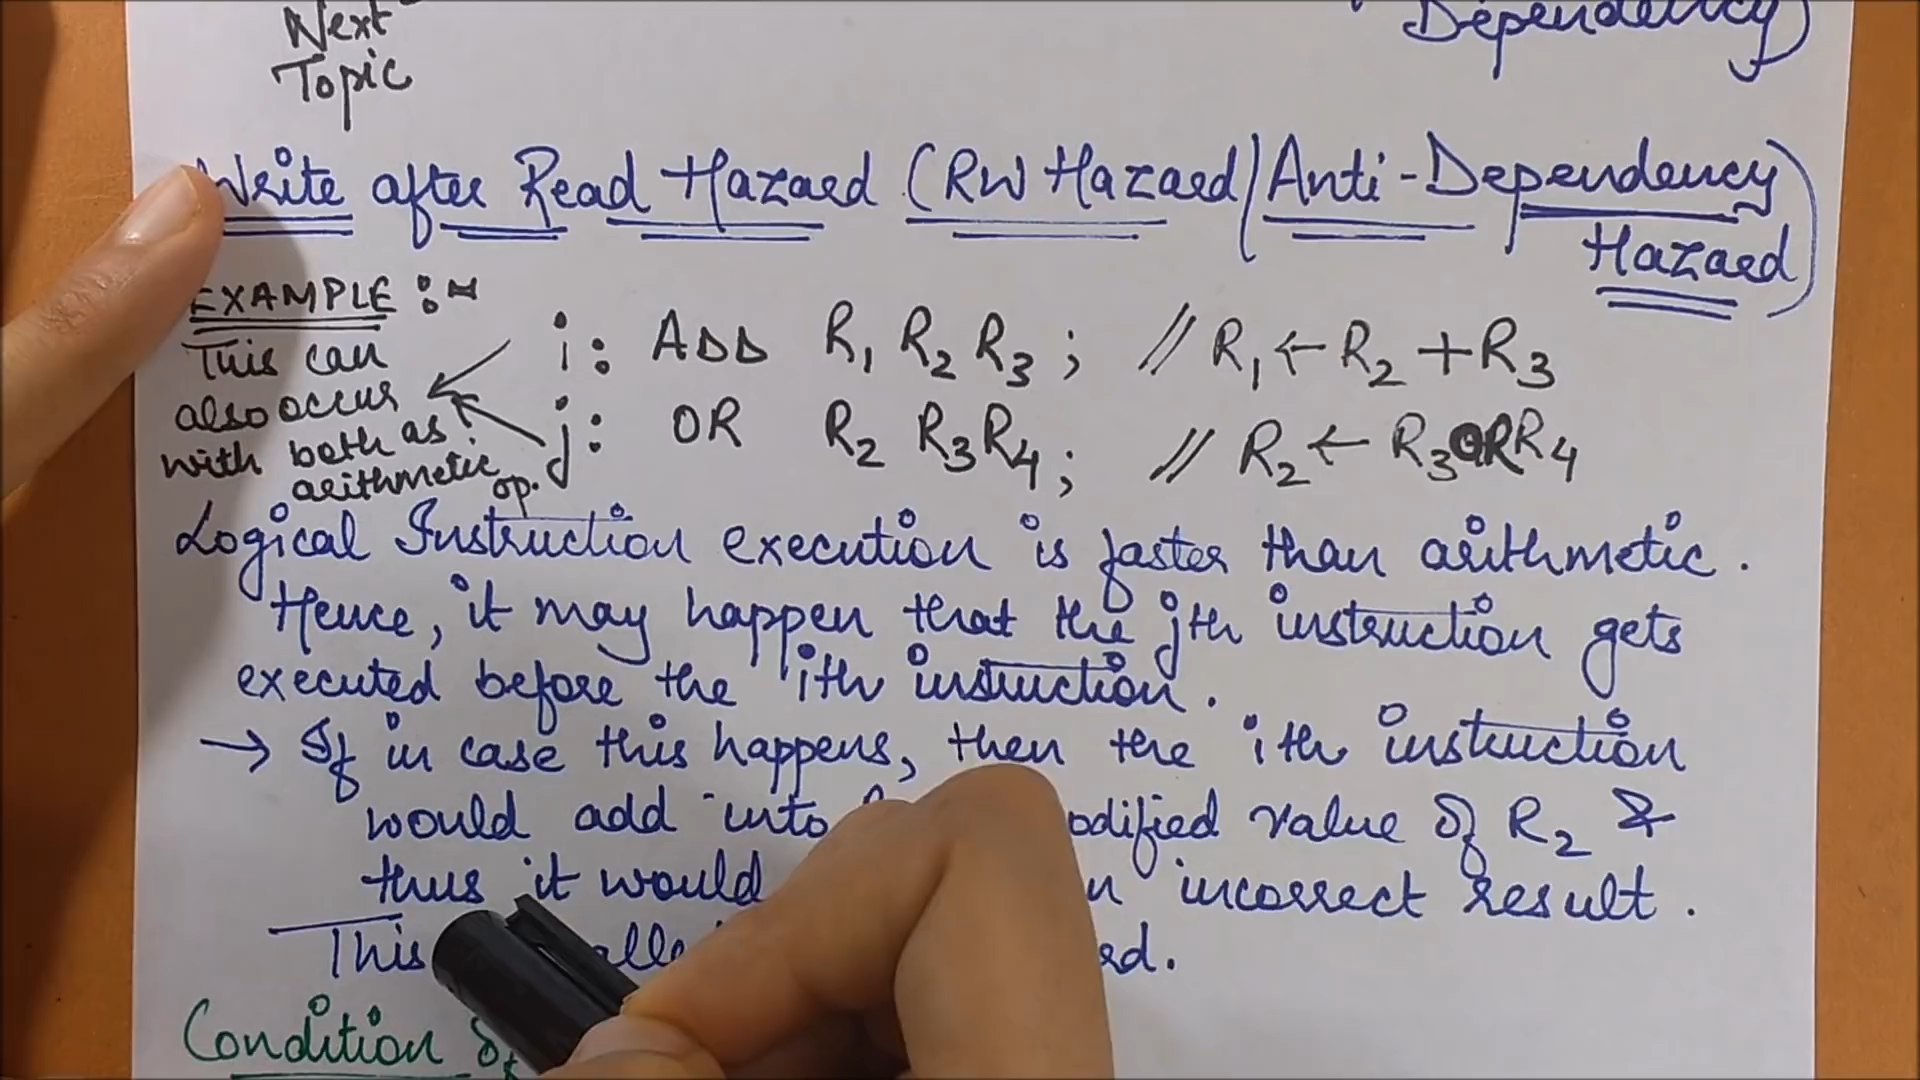 Next
Topic
Dependency)
Write after Read Hazard (RW Hazard/Anti-Dependency
Hazard)
EXAMPLE :-
This can
also occur
with both as
arithmetic op.
i: ADD R1 R2 R3 ; // R1 ← R2 + R3
j: OR R2 R3 R4 ; // R2 ← R3 OR R4
Logical Instruction execution is faster than arithmetic.
Hence, it may happen that the jth instruction gets
executed before the ith instruction.
→ If in case this happens, then the ith instruction
would add into odified value of R2 &
thus it would incorrect result.
This
Condition